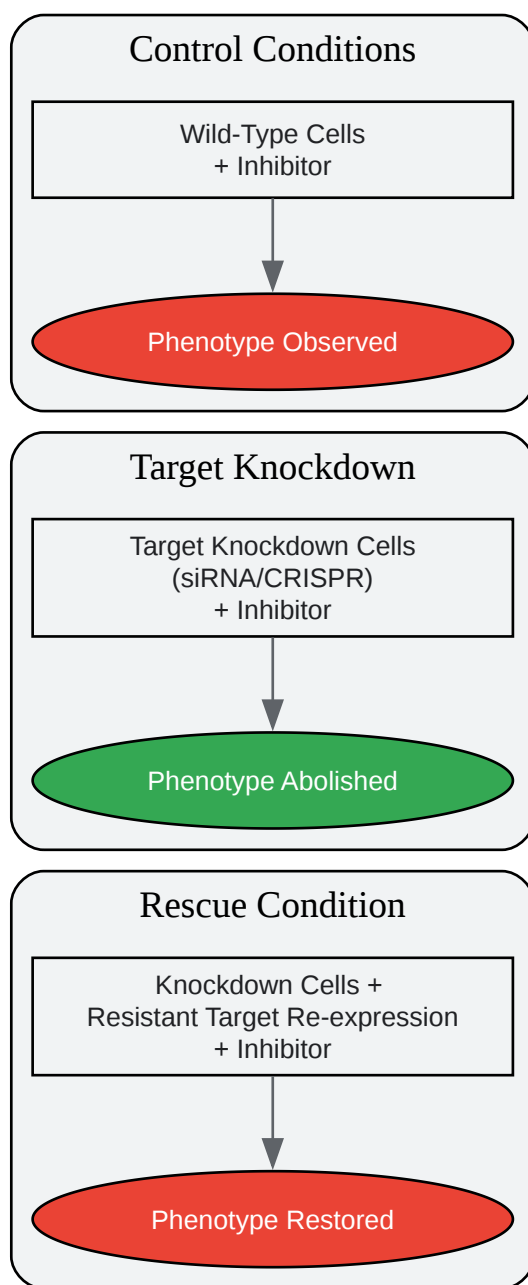 Control Conditions
Wild-Type Cells
+ Inhibitor
Phenotype Observed
Target Knockdown
Target Knockdown Cells
(siRNA/CRISPR)
+ Inhibitor
Phenotype Abolished
Rescue Condition
Knockdown Cells +
Resistant Target Re-expression
+ Inhibitor
Phenotype Restored